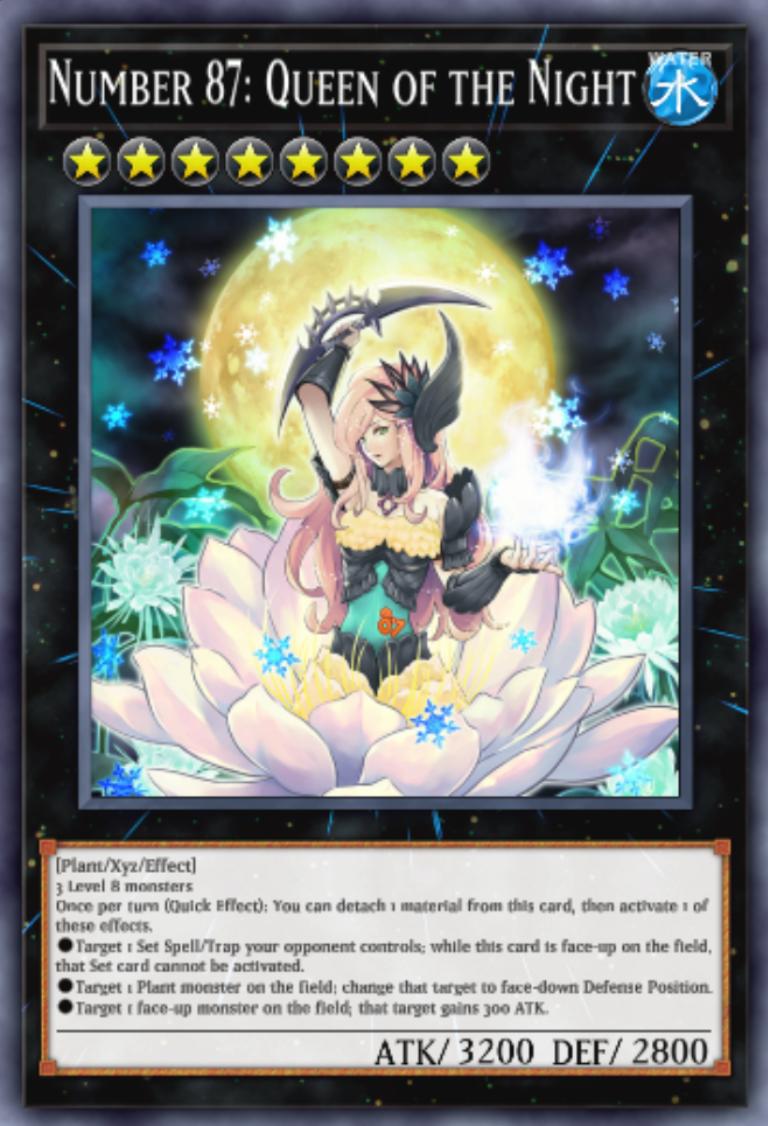 NUMBER 87: QUEEN OF THE NIGHT
WATER
水
87
[Plant/Xyz/Effect]
3 Level 8 monsters
Once per turn (Quick Effect): You can detach 1 material from this card, then activate 1 of
these effects.
●Target 1 Set Spell/Trap your opponent controls; while this card is face-up on the field,
that Set card cannot be activated.
●Target 1 Plant monster on the field; change that target to face-down Defense Position.
●Target 1 face-up monster on the field; that target gains 300 ATK.
ATK/ 3200 DEF/ 2800